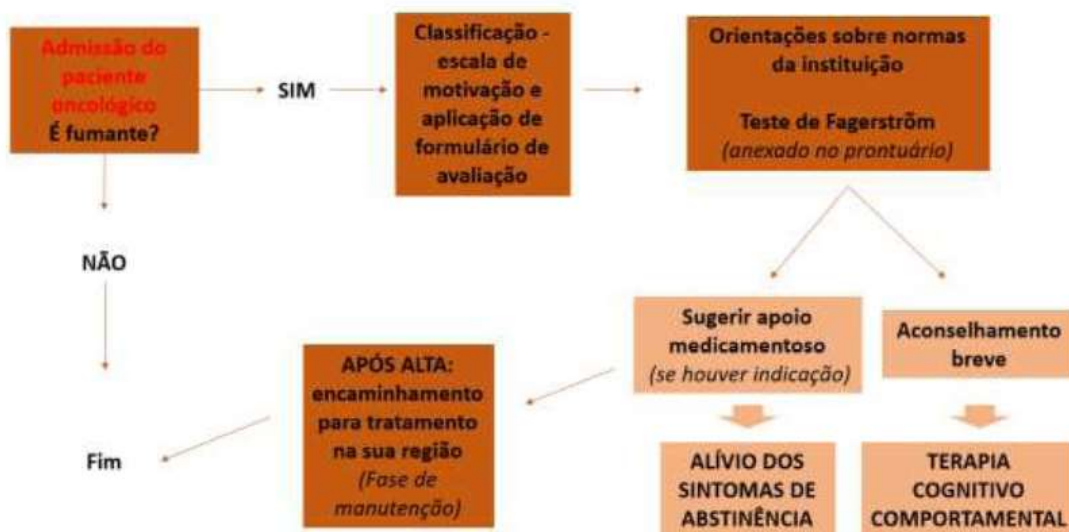 Admissão do
paciente
oncológico
É fumante?
SIM
Classificação -
escala de
motivação e
aplicação de
formulário de
avaliação
Orientações sobre normas
da instituição
Teste de Fagerström
(anexado no prontuário)
NÃO
Sugerir apoio
medicamentoso
(se houver indicação)
Aconselhamento
breve
APÓS ALTA:
encaminhamento
para tratamento
na sua região
(Fase de
manutenção)
Fim
ALÍVIO DOS
SINTOMAS DE
ABSTINÊNCIA
TERAPIA
COGNITIVO
COMPORTAMENTAL